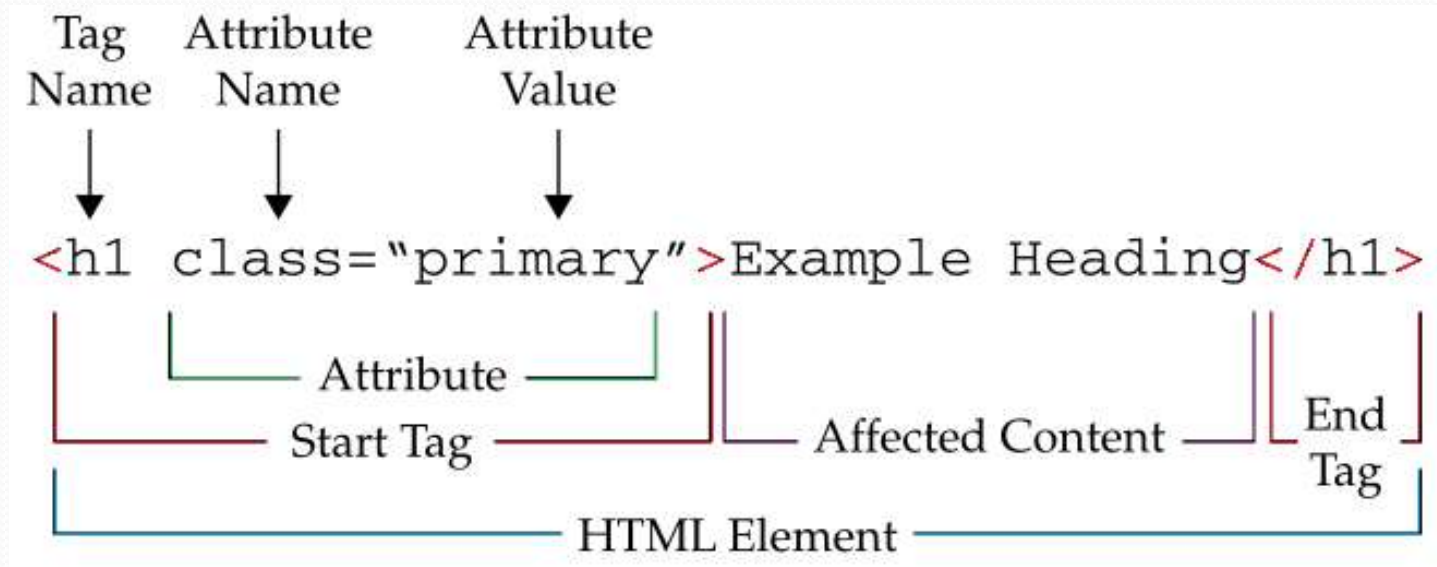 Tag Attribute Attribute
Name Name Value
<h1 class=“primary”>Example Heading</h1>
Attribute
Start Tag Affected Content End
Tag
HTML Element